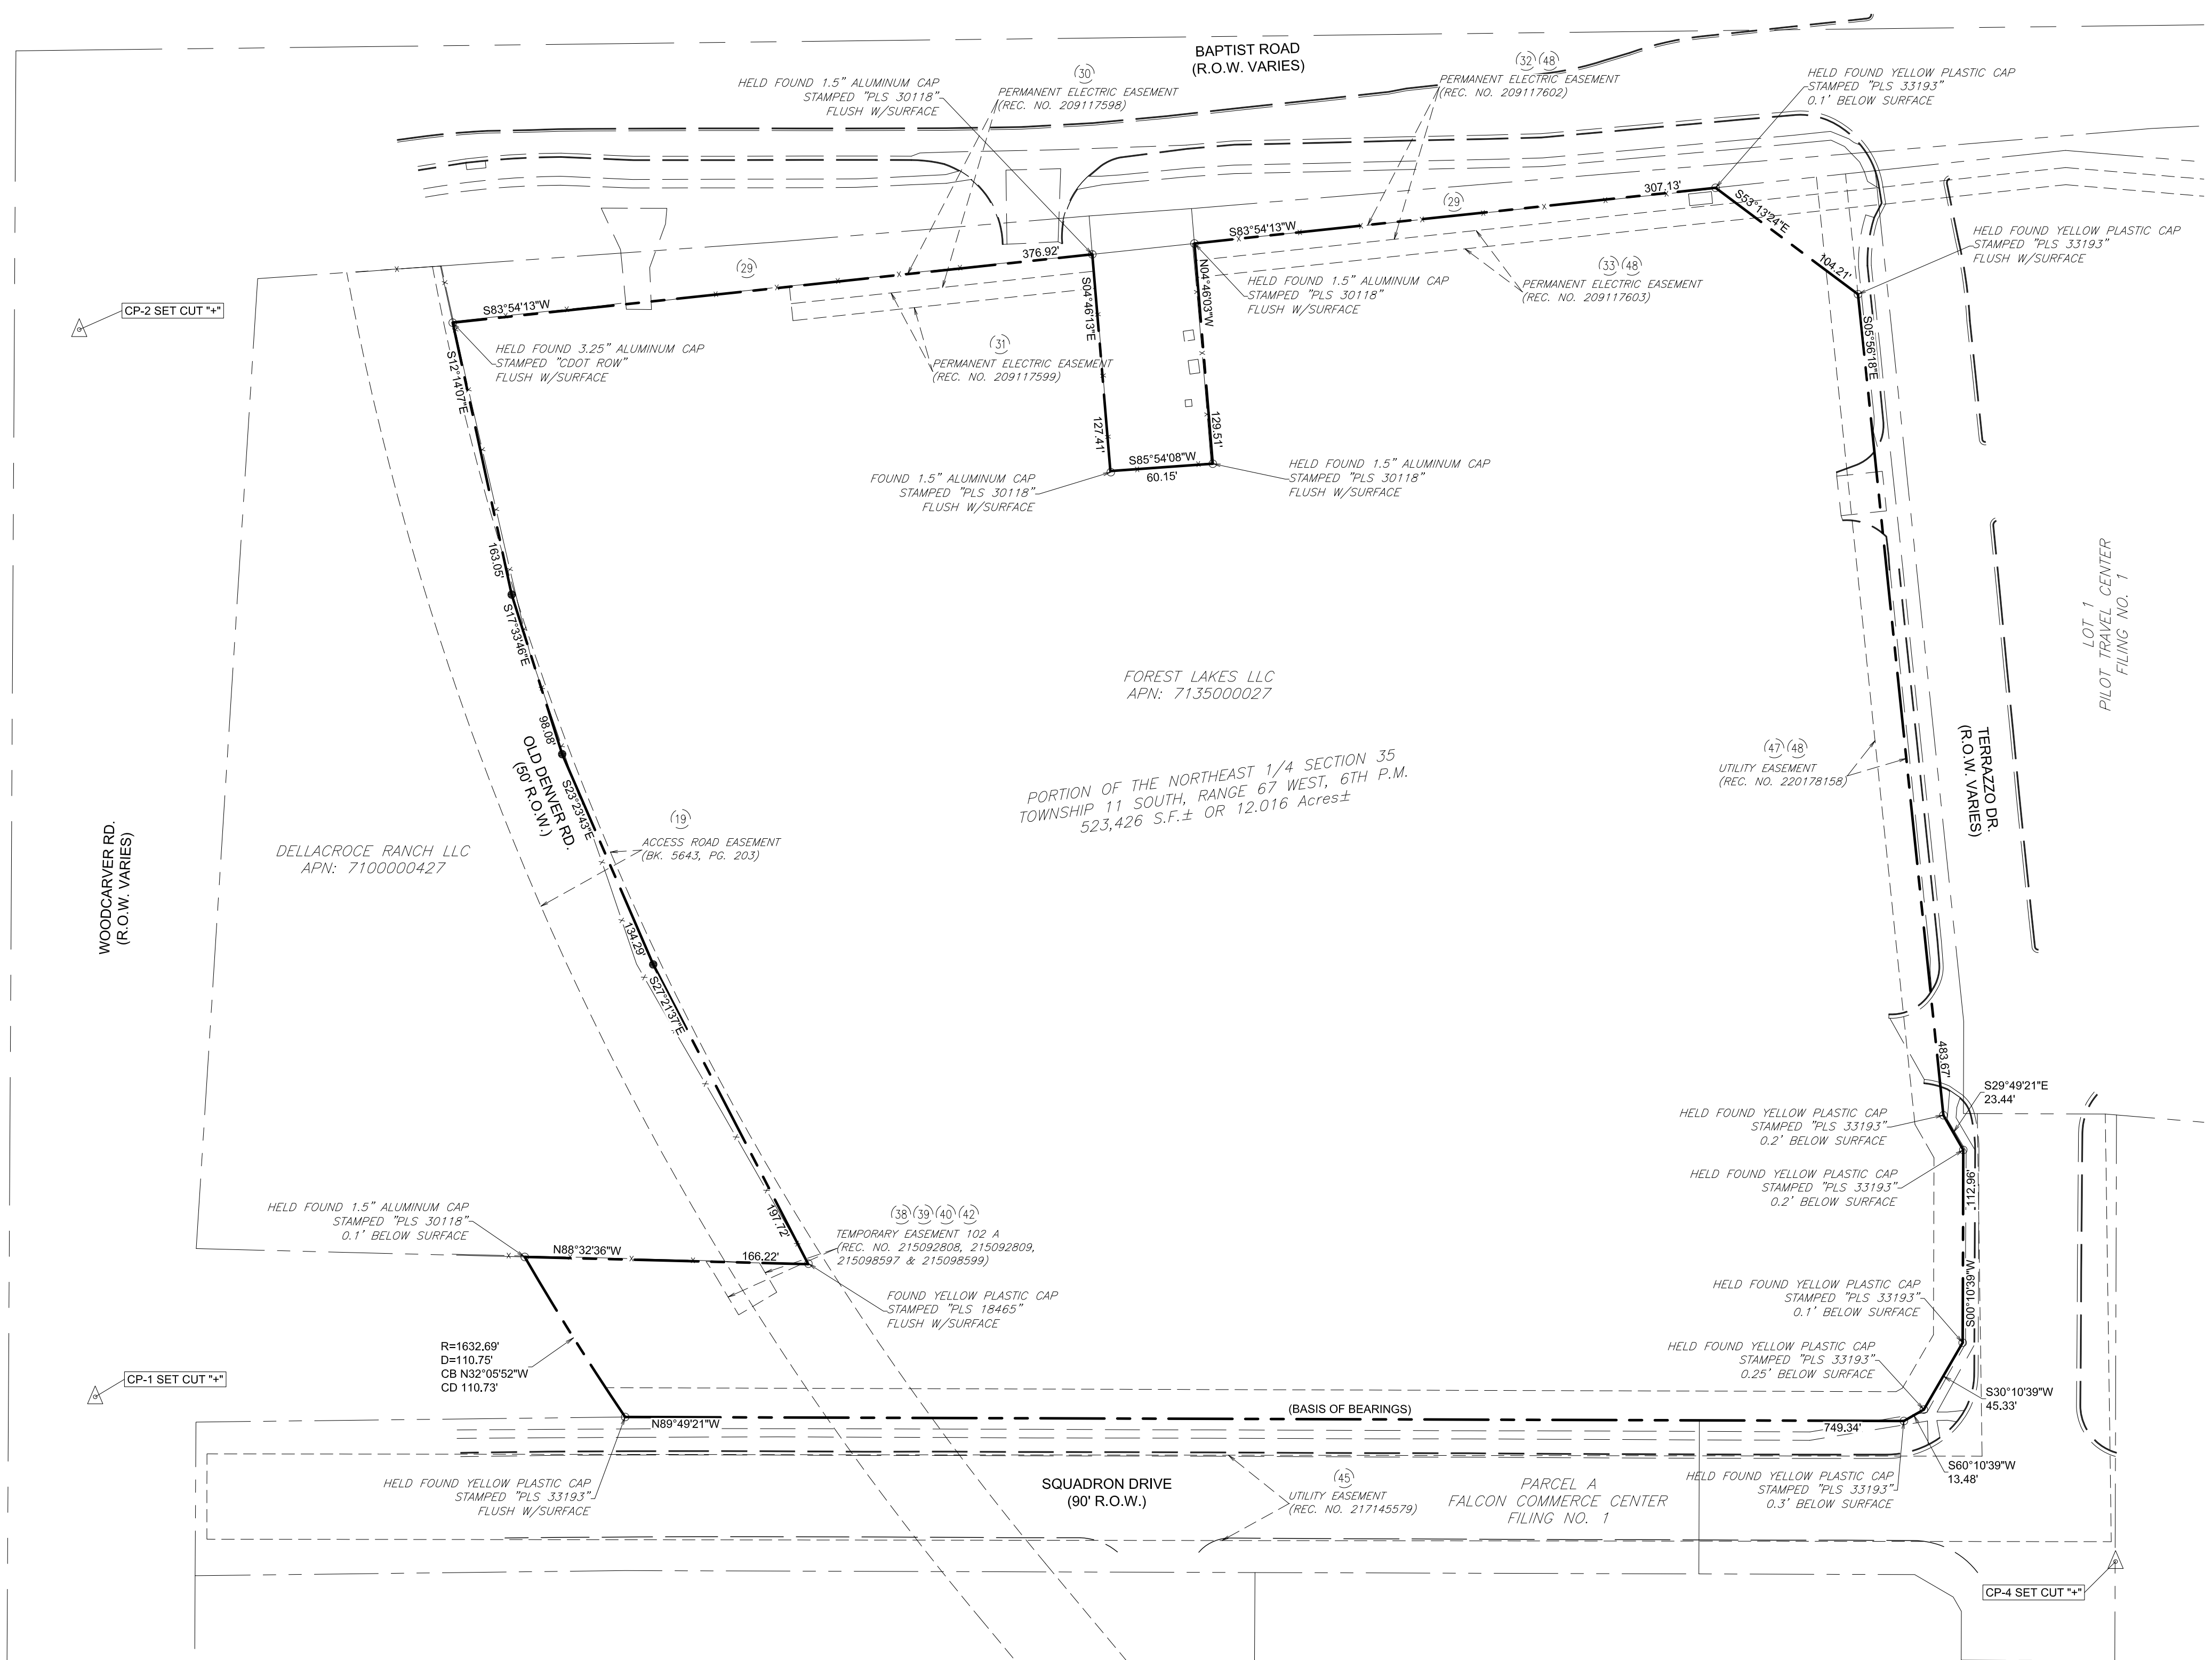 BAPTIST ROAD
(R.O.W. VARIES)
HELD FOUND 1.5" ALUMINUM CAP
STAMPED "PLS 30118"
FLUSH W/SURFACE
(30)
PERMANENT ELECTRIC EASEMENT
(REC. NO. 209117598)
(32) (48)
PERMANENT ELECTRIC EASEMENT
(REC. NO. 209117602)
HELD FOUND YELLOW PLASTIC CAP
STAMPED "PLS 33193"
0.1' BELOW SURFACE
307.13'
(29)
S53°13'24"E
104.21'
S83°54'13"W
HELD FOUND YELLOW PLASTIC CAP
STAMPED "PLS 33193"
FLUSH W/SURFACE
376.92'
(29)
S83°54'13"W
CP-2 SET CUT "+"
HELD FOUND 3.25" ALUMINUM CAP
STAMPED "CDOT ROW"
FLUSH W/SURFACE
(31)
PERMANENT ELECTRIC EASEMENT
(REC. NO. 209117599)
S04°46'13"E
127.41'
N04°46'03"W
129.51'
HELD FOUND 1.5" ALUMINUM CAP
STAMPED "PLS 30118"
FLUSH W/SURFACE
(33) (48)
PERMANENT ELECTRIC EASEMENT
(REC. NO. 209117603)
S05°56'18"E
S12°14'07"E
163.05'
FOUND 1.5" ALUMINUM CAP
STAMPED "PLS 30118"
FLUSH W/SURFACE
S85°54'08"W
60.15'
HELD FOUND 1.5" ALUMINUM CAP
STAMPED "PLS 30118"
FLUSH W/SURFACE
LOT 1
PILOT TRAVEL CENTER
FILING NO. 1
S17°33'46"E
98.08'
FOREST LAKES LLC
APN: 7135000027
PORTION OF THE NORTHEAST 1/4 SECTION 35
TOWNSHIP 11 SOUTH, RANGE 67 WEST, 6TH P.M.
523,426 S.F.± OR 12.016 Acres±
(47) (48)
UTILITY EASEMENT
(REC. NO. 220178158)
TERRAZZO DR.
(R.O.W. VARIES)
OLD DENVER RD.
(50' R.O.W.)
S23°23'43"E
134.29'
(19)
ACCESS ROAD EASEMENT
(BK. 5643, PG. 203)
DELLACROCE RANCH LLC
APN: 7100000427
WOODCARVER RD.
(R.O.W. VARIES)
S27°21'37"E
197.72'
483.67'
S29°49'21"E
23.44'
HELD FOUND YELLOW PLASTIC CAP
STAMPED "PLS 33193"
0.2' BELOW SURFACE
HELD FOUND YELLOW PLASTIC CAP
STAMPED "PLS 33193"
0.2' BELOW SURFACE
112.96'
S00°10'39"W
HELD FOUND 1.5" ALUMINUM CAP
STAMPED "PLS 30118"
0.1' BELOW SURFACE
N88°32'36"W
166.22'
(38) (39) (40) (42)
TEMPORARY EASEMENT 102 A
(REC. NO. 215092808, 215092809,
215098597 & 215098599)
FOUND YELLOW PLASTIC CAP
STAMPED "PLS 18465"
FLUSH W/SURFACE
HELD FOUND YELLOW PLASTIC CAP
STAMPED "PLS 33193"
0.1' BELOW SURFACE
HELD FOUND YELLOW PLASTIC CAP
STAMPED "PLS 33193"
0.25' BELOW SURFACE
R=1632.69'
D=110.75'
CB N32°05'52"W
CD 110.73'
CP-1 SET CUT "+"
S30°10'39"W
45.33'
N89°49'21"W
(BASIS OF BEARINGS)
749.34'
S60°10'39"W
13.48'
HELD FOUND YELLOW PLASTIC CAP
STAMPED "PLS 33193"
FLUSH W/SURFACE
SQUADRON DRIVE
(90' R.O.W.)
(45)
UTILITY EASEMENT
(REC. NO. 217145579)
PARCEL A
FALCON COMMERCE CENTER
FILING NO. 1
HELD FOUND YELLOW PLASTIC CAP
STAMPED "PLS 33193"
0.3' BELOW SURFACE
CP-4 SET CUT "+"